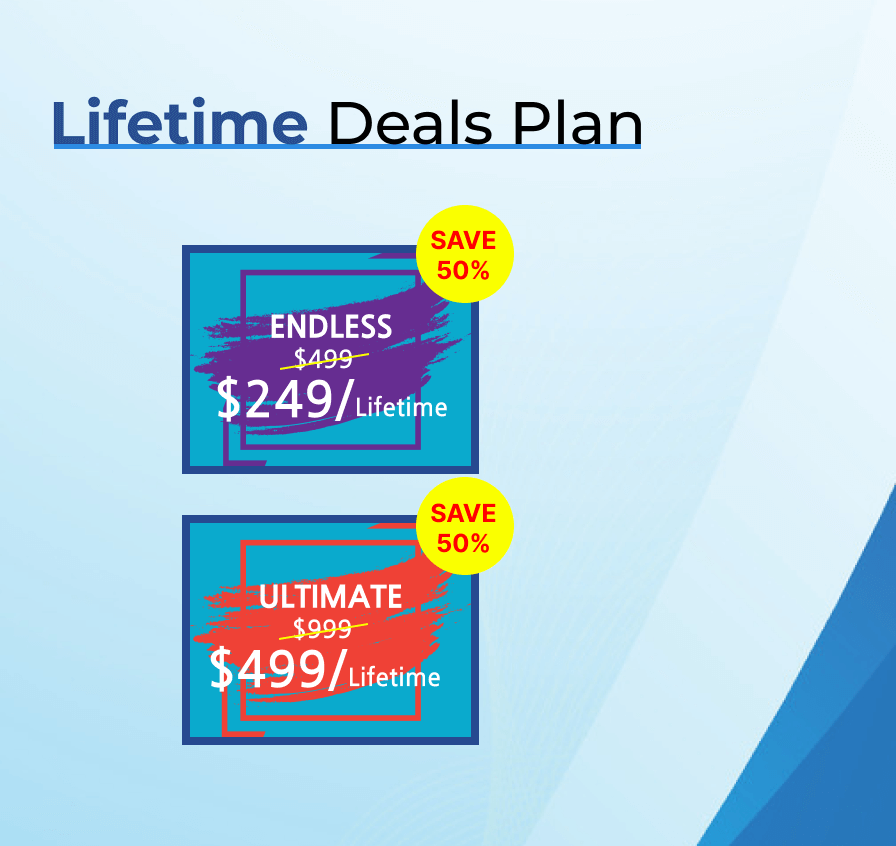 Lifetime Deals Plan
SAVE
50%
ENDLESS
$499
$249/Lifetime
SAVE
50%
ULTIMATE
$999
$499/Lifetime